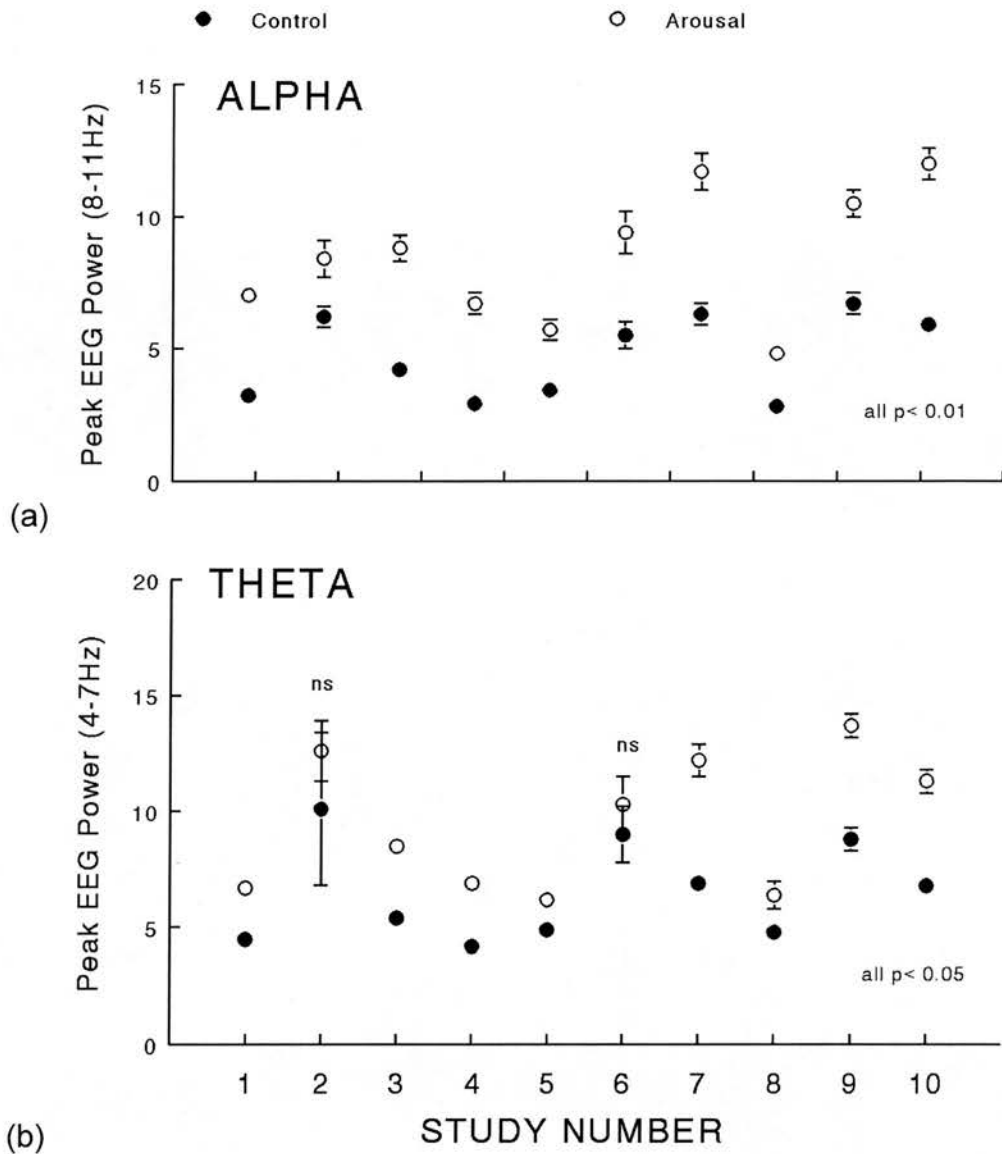 Control Arousal
ALPHA
Peak EEG Power (8-11Hz)
15
10
5
0
all p< 0.01
(a)
THETA
Peak EEG Power (4-7Hz)
20
15
10
5
0
ns
ns
all p< 0.05
1 2 3 4 5 6 7 8 9 10
(b)
STUDY NUMBER